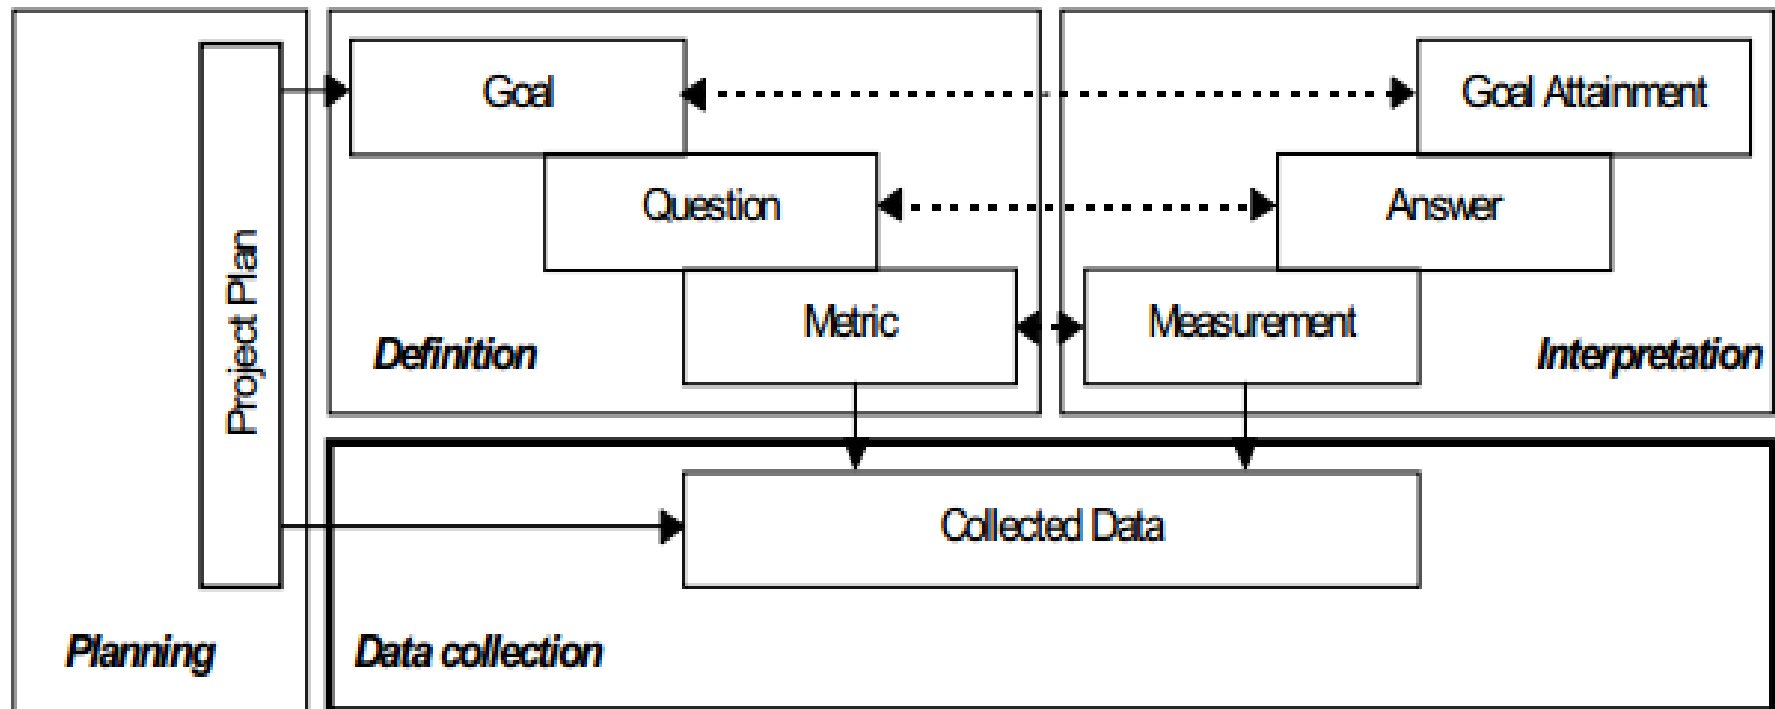 Goal
Goal Attainment
Question
Answer
Metric
Measurement
Definition
Interpretation
Project Plan
Collected Data
Planning
Data collection